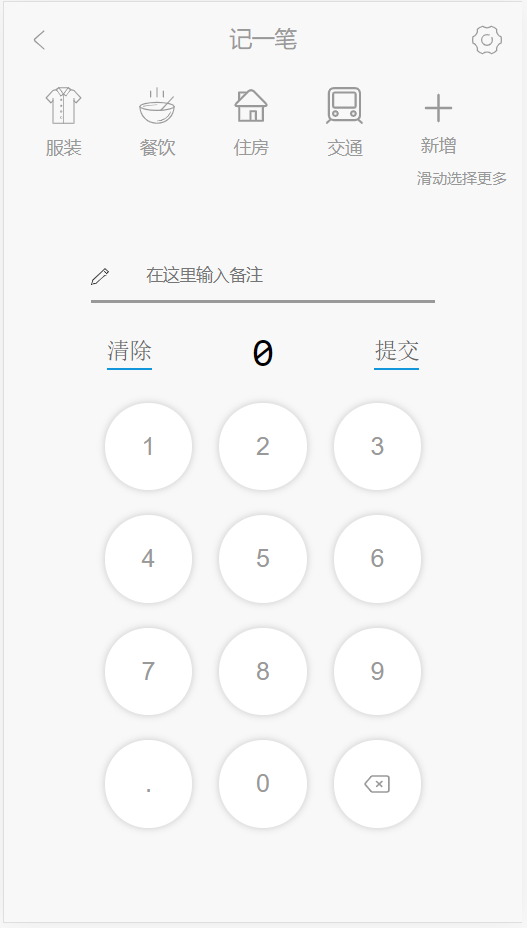 记一笔
服装 餐饮 住房 交通 新增
滑动选择更多
在这里输入备注
清除 0 提交
1 2 3
4 5 6
7 8 9
. 0